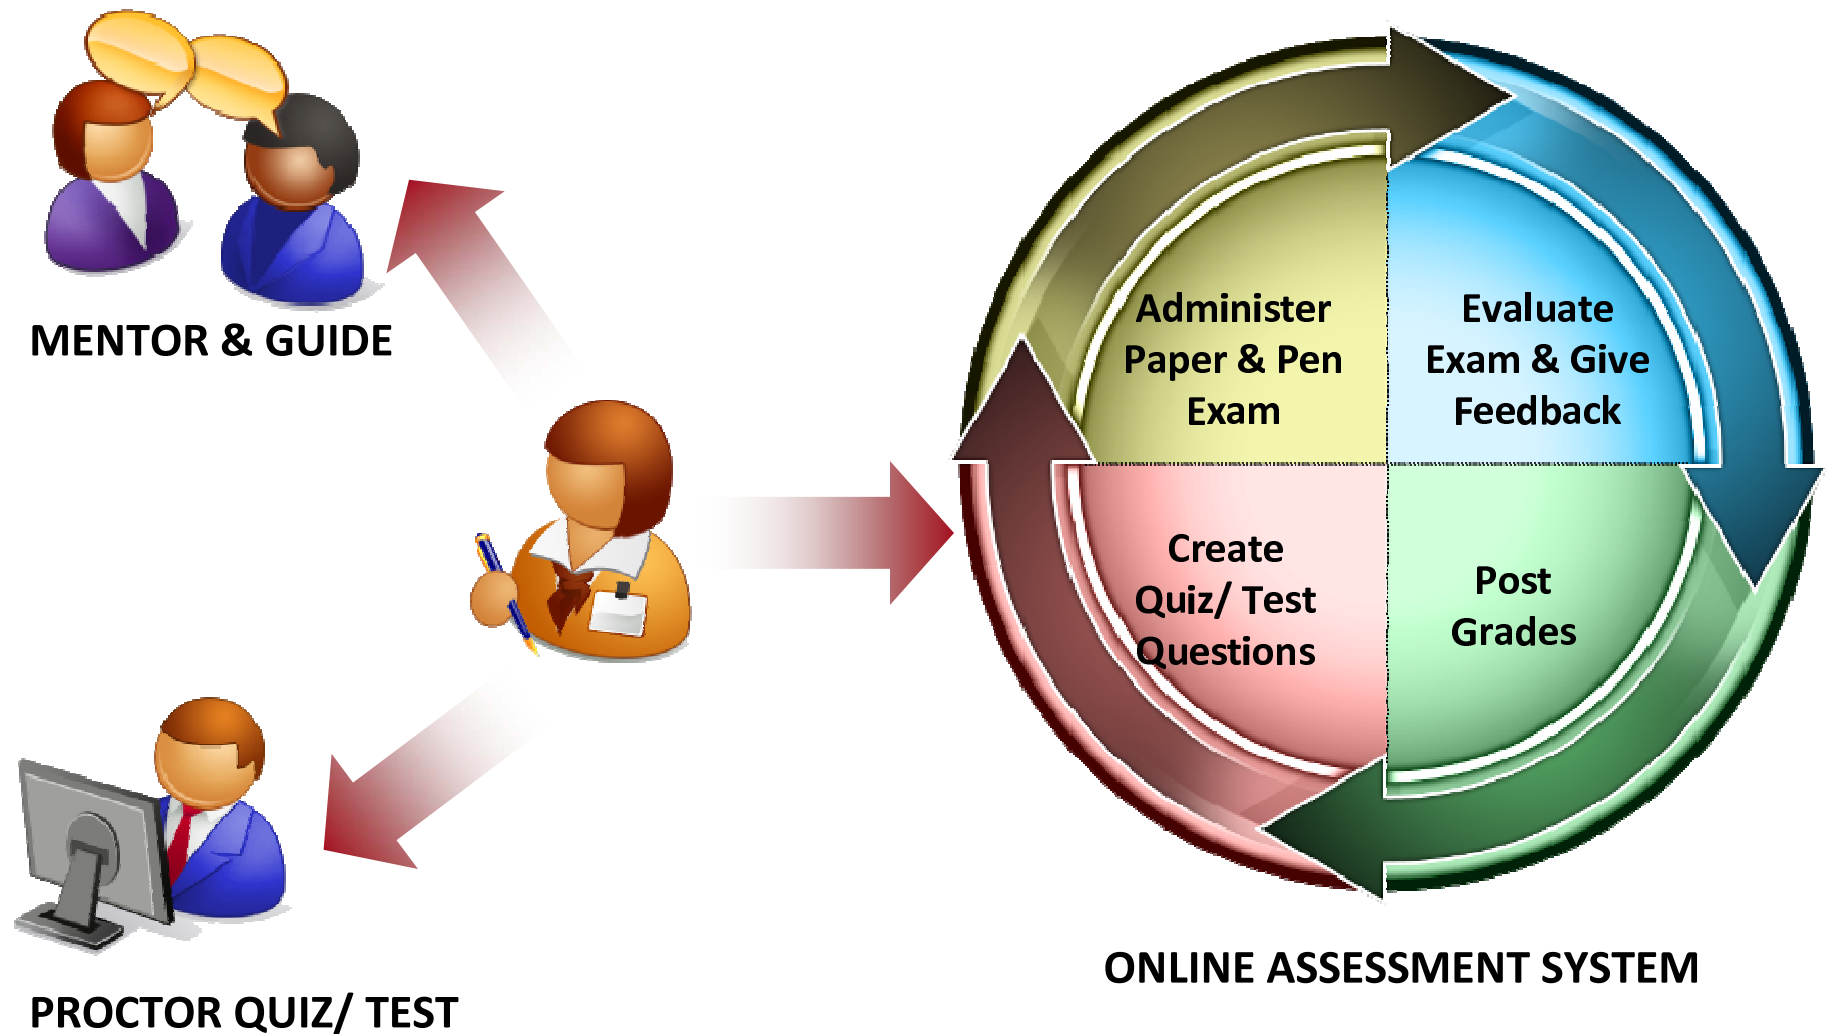 MENTOR & GUIDE
PROCTOR QUIZ/ TEST
Administer
Paper & Pen
Exam
Evaluate
Exam & Give
Feedback
Create
Quiz/ Test
Questions
Post
Grades
ONLINE ASSESSMENT SYSTEM